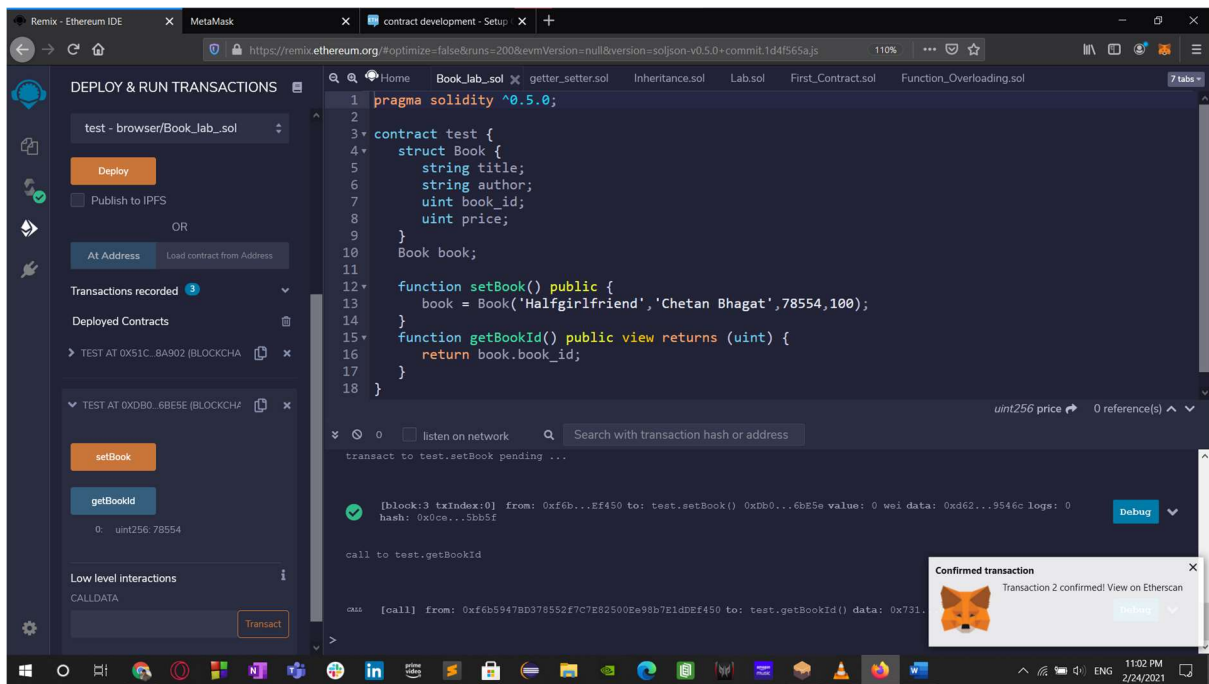 Remix - Ethereum IDE
MetaMask
contract development - Setup
https://remix.ethereum.org/#optimize=false&runs=200&evmVersion=null&version=soljson-v0.5.0+commit.1d4f565a.js
110%
DEPLOY & RUN TRANSACTIONS
test - browser/Book_lab_.sol
Deploy
Publish to IPFS
OR
At Address Load contract from Address
Transactions recorded 3
Deployed Contracts
TEST AT 0X51C...8A902 (BLOCKCHA
TEST AT 0XDB0...6BE5E (BLOCKCHA
setBook
getBookId
0: uint256: 78554
Low level interactions i
CALLDATA
Transact
Home Book_lab_.sol getter_setter.sol Inheritance.sol Lab.sol First_Contract.sol Function_Overloading.sol 7 tabs
1 pragma solidity ^0.5.0;
2
3 contract test {
4 struct Book {
5 string title;
6 string author;
7 uint book_id;
8 uint price;
9 }
10 Book book;
11
12 function setBook() public {
13 book = Book('Halfgirlfriend','Chetan Bhagat',78554,100);
14 }
15 function getBookId() public view returns (uint) {
16 return book.book_id;
17 }
18 }
uint256 price 0 reference(s)
0 listen on network Search with transaction hash or address
transact to test.setBook pending ...
[block:3 txIndex:0] from: 0xf6b...Ef450 to: test.setBook() 0xDb0...6bE5e value: 0 wei data: 0xd62...9546c logs: 0
hash: 0x0ce...5bb5f
Debug
call to test.getBookId
CALL [call] from: 0xf6b5947BD378552f7C7E82500Ee98b7E1dDEf450 to: test.getBookId() data: 0x731.
Debug
>
Confirmed transaction
Transaction 2 confirmed! View on Etherscan
prime video
music
ENG
11:02 PM
2/24/2021